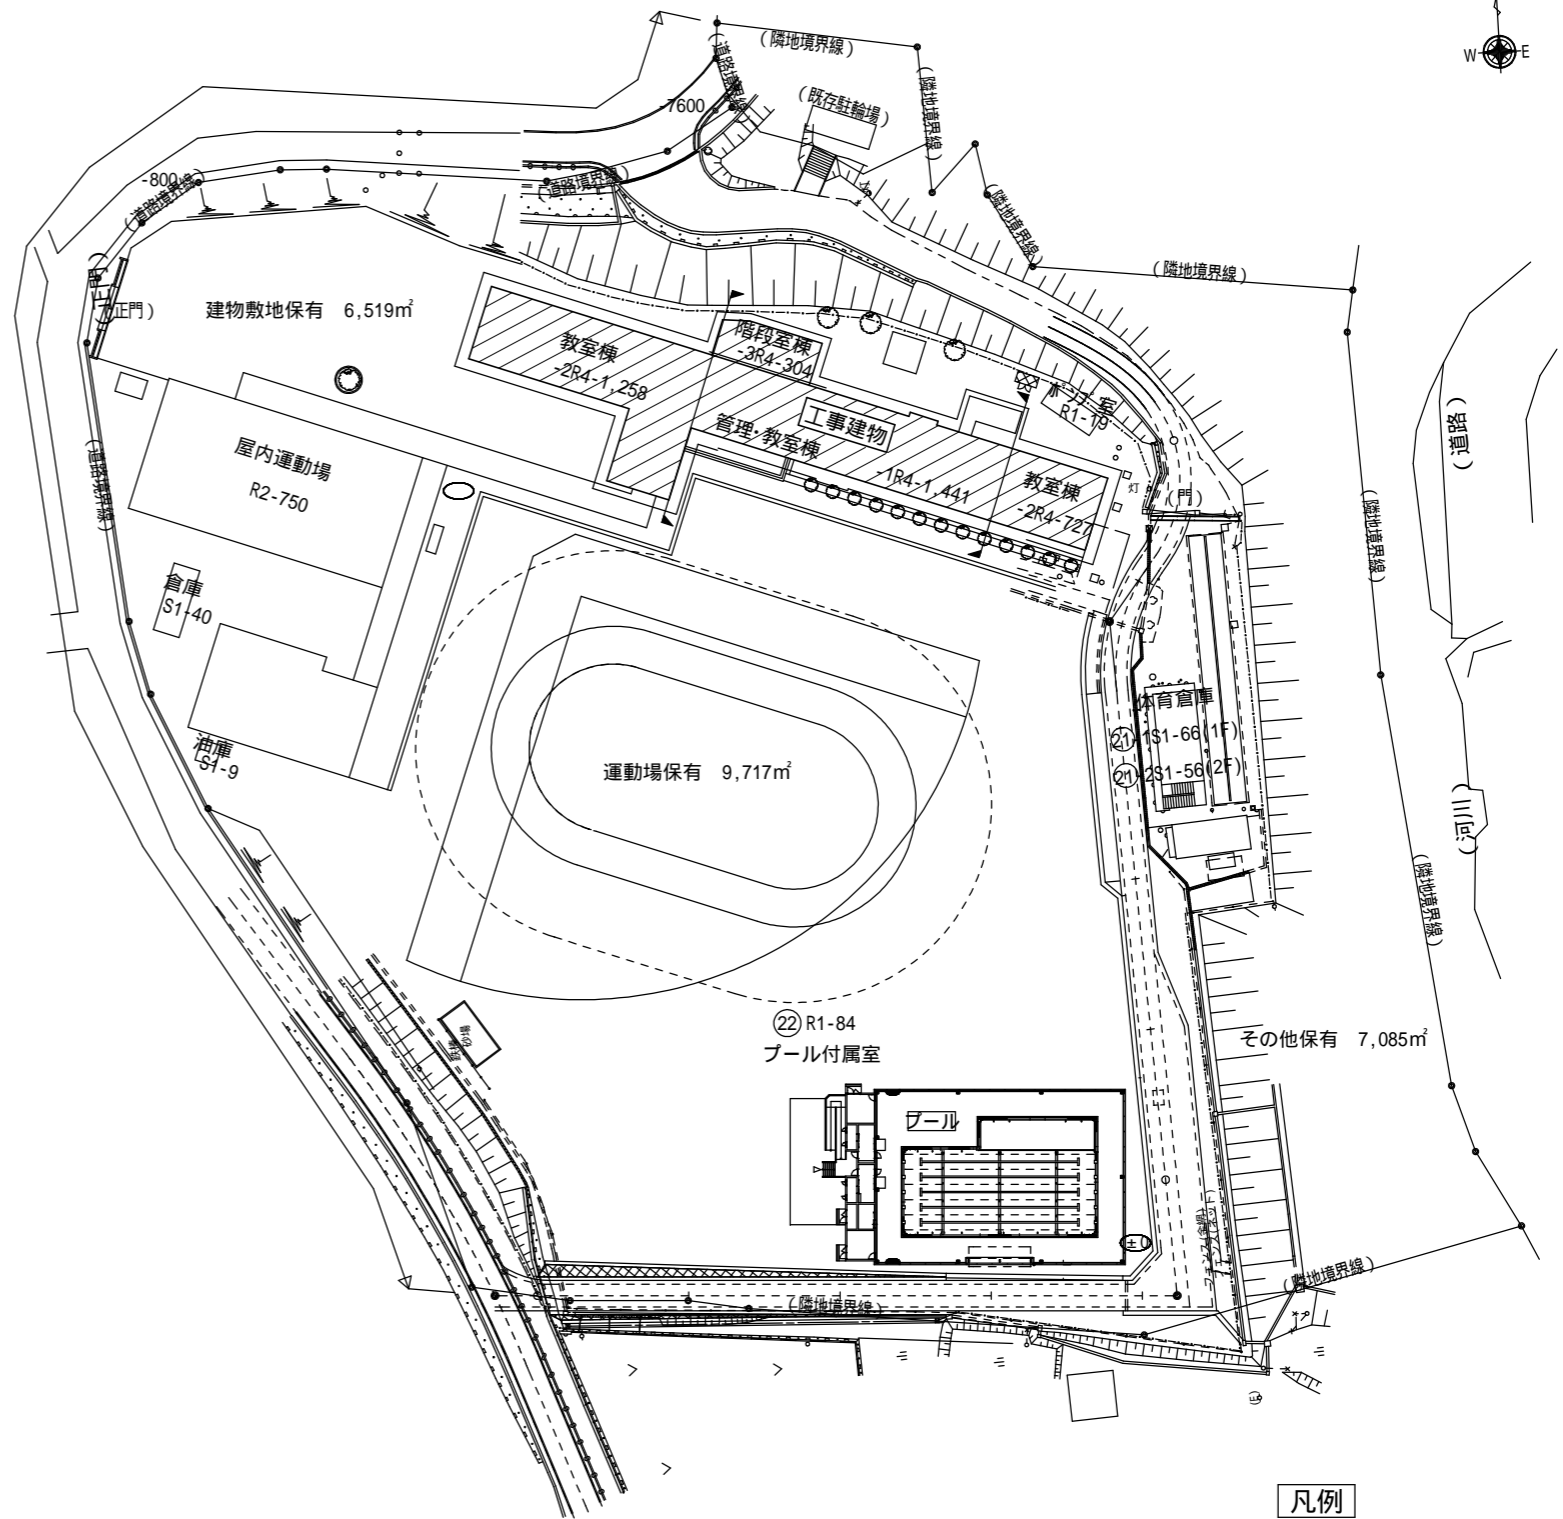 (隣地境界線)
(道路境界線)
W E
(隣地境界線)
(既存駐輪場)
-7600
(道路境界線)
-800
(道路境界線)
(隣地境界線)
(隣地境界線)
(正門)
建物敷地保有 6,519㎡
教室棟
-2R4-1,258
階段室棟
-3R4-304
ポンプ室
R1-19
工事建物
管理・教室棟
-1R4-1,441
教室棟
-2R4-727
灯
(門)
(道路)
(道路境界線)
屋内運動場
R2-750
(隣地境界線)
倉庫
S1-40
体育倉庫
21-1S1-66(1F)
21-2S1-56(2F)
油庫
S1-9
運動場保有 9,717㎡
(河川)
(隣地境界線)
砂場
22 R1-84
プール付属室
その他保有 7,085㎡
プール
(隣地境界線)
(隣地境界線)
凡例